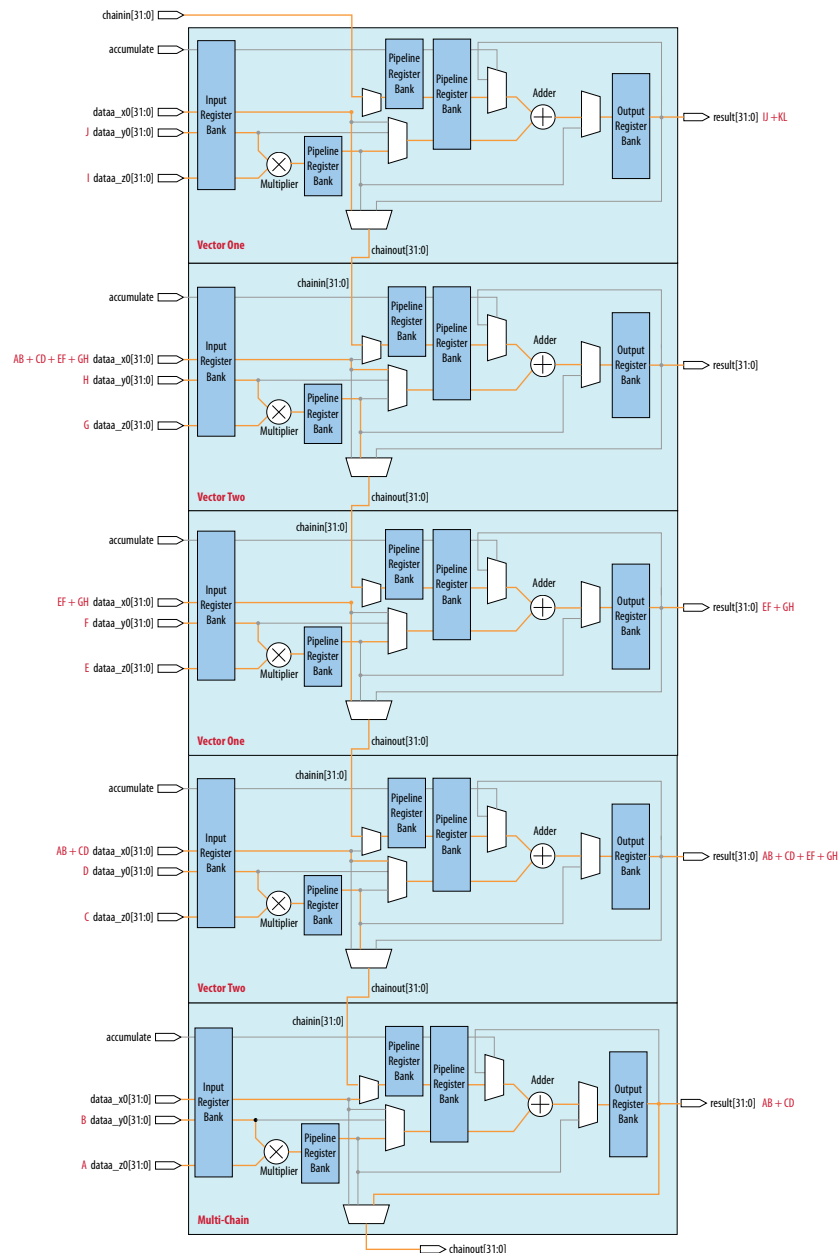 chainin[31:0]
accumulate
Input
Register
Bank
Pipeline
Register
Bank
Pipeline
Register
Bank
Adder
Output
Register
Bank
dataa_x0[31:0]
J dataa_y0[31:0]
I dataa_z0[31:0]
Multiplier
Pipeline
Register
Bank
result[31:0] IJ + KL
Vector One
chainout[31:0]
chainin[31:0]
accumulate
Input
Register
Bank
Pipeline
Register
Bank
Pipeline
Register
Bank
Adder
Output
Register
Bank
AB + CD + EF + GH dataa_x0[31:0]
H dataa_y0[31:0]
G dataa_z0[31:0]
Multiplier
Pipeline
Register
Bank
result[31:0]
Vector Two
chainout[31:0]
chainin[31:0]
accumulate
Input
Register
Bank
Pipeline
Register
Bank
Pipeline
Register
Bank
Adder
Output
Register
Bank
EF + GH dataa_x0[31:0]
F dataa_y0[31:0]
E dataa_z0[31:0]
Multiplier
Pipeline
Register
Bank
result[31:0] EF + GH
Vector One
chainout[31:0]
chainin[31:0]
accumulate
Input
Register
Bank
Pipeline
Register
Bank
Pipeline
Register
Bank
Adder
Output
Register
Bank
AB + CD dataa_x0[31:0]
D dataa_y0[31:0]
C dataa_z0[31:0]
Multiplier
Pipeline
Register
Bank
result[31:0] AB + CD + EF + GH
Vector Two
chainout[31:0]
chainin[31:0]
accumulate
Input
Register
Bank
Pipeline
Register
Bank
Pipeline
Register
Bank
Adder
Output
Register
Bank
dataa_x0[31:0]
B dataa_y0[31:0]
A dataa_z0[31:0]
Multiplier
Pipeline
Register
Bank
result[31:0] AB + CD
Multi-Chain
chainout[31:0]